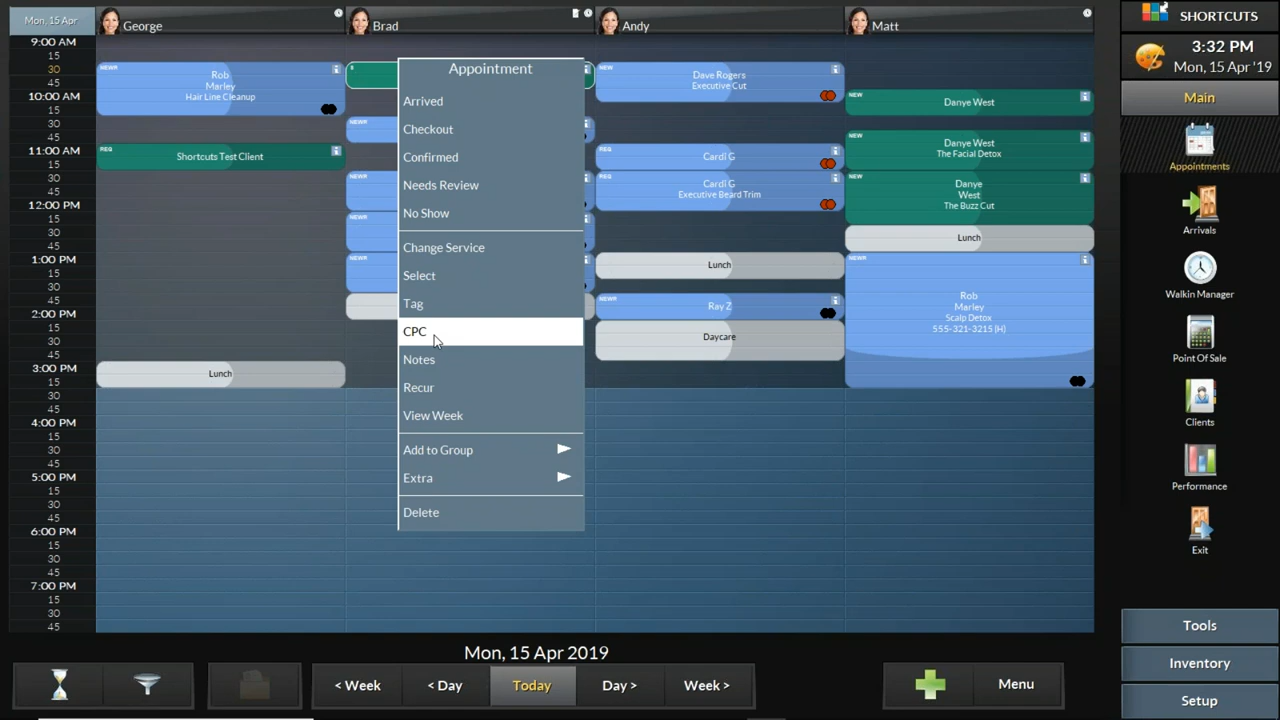 Mon, 15 Apr
George
Brad
Andy
Matt
SHORTCUTS
3:32 PM
Mon, 15 Apr '19
Main
Appointments
Arrivals
Walkin Manager
Point Of Sale
Clients
Performance
Exit
Tools
Inventory
Setup
9:00 AM
15
30
45
10:00 AM
15
30
45
11:00 AM
15
30
45
12:00 PM
15
30
45
1:00 PM
15
30
45
2:00 PM
15
30
45
3:00 PM
15
30
45
4:00 PM
15
30
45
5:00 PM
15
30
45
6:00 PM
15
30
45
7:00 PM
15
30
45
NEWR
Rob
Marley
Hair Line Cleanup
REQ
Shortcuts Test Client
Lunch
NEWR
NEWR
NEWR
NEWR
Appointment
Arrived
Checkout
Confirmed
Needs Review
No Show
Change Service
Select
Tag
CPC
Notes
Recur
View Week
Add to Group
Extra
Delete
NEW
Dave Rogers
Executive Cut
REQ
Cardi G
REQ
Cardi G
Executive Beard Trim
Lunch
NEWR
Ray Z
Daycare
NEW
Danye West
NEW
Danye West
The Facial Detox
NEW
Danye
West
The Buzz Cut
Lunch
NEWR
Rob
Marley
Scalp Detox
555-321-3215 (H)
Mon, 15 Apr 2019
< Week
< Day
Today
Day >
Week >
Menu